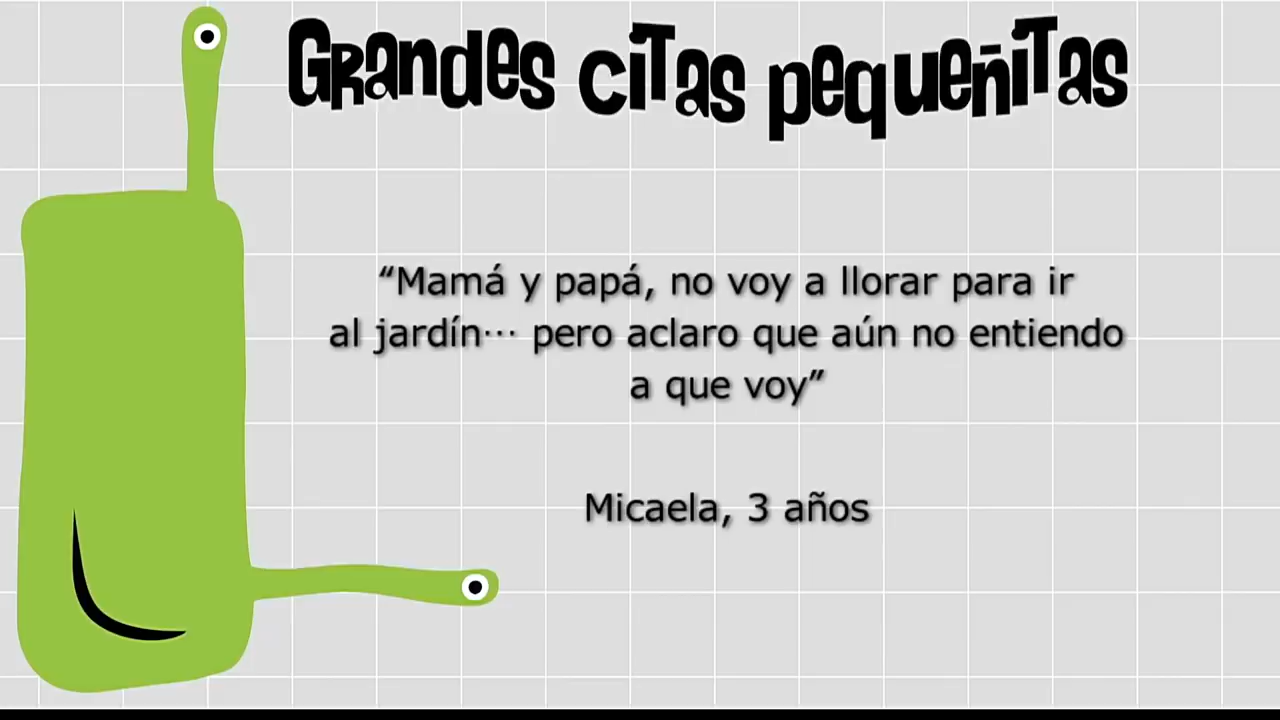 Grandes citas pequeñitas
“Mamá y papá, no voy a llorar para ir
al jardín··· pero aclaro que aún no entiendo
a que voy”
Micaela, 3 años